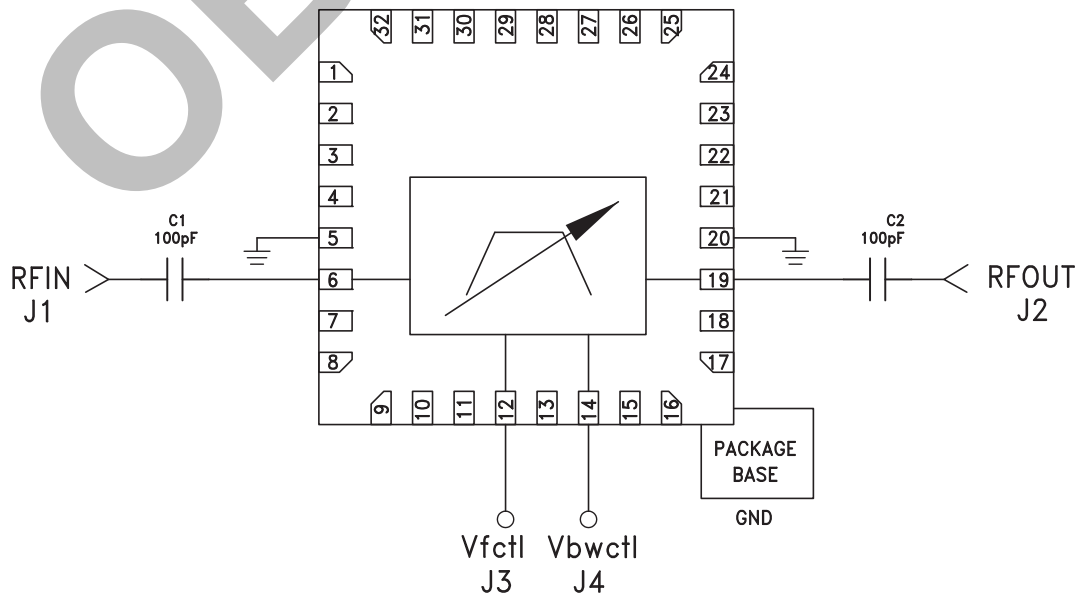 32 31 30 29 28 27 26 25
1
2
3
4
5
6
7
8
24
23
22
21
20
19
18
17
9 10 11 12 13 14 15 16
C1
100pF
RFIN
J1
C2
100pF
RFOUT
J2
PACKAGE
BASE
GND
Vfctl
J3
Vbwctl
J4